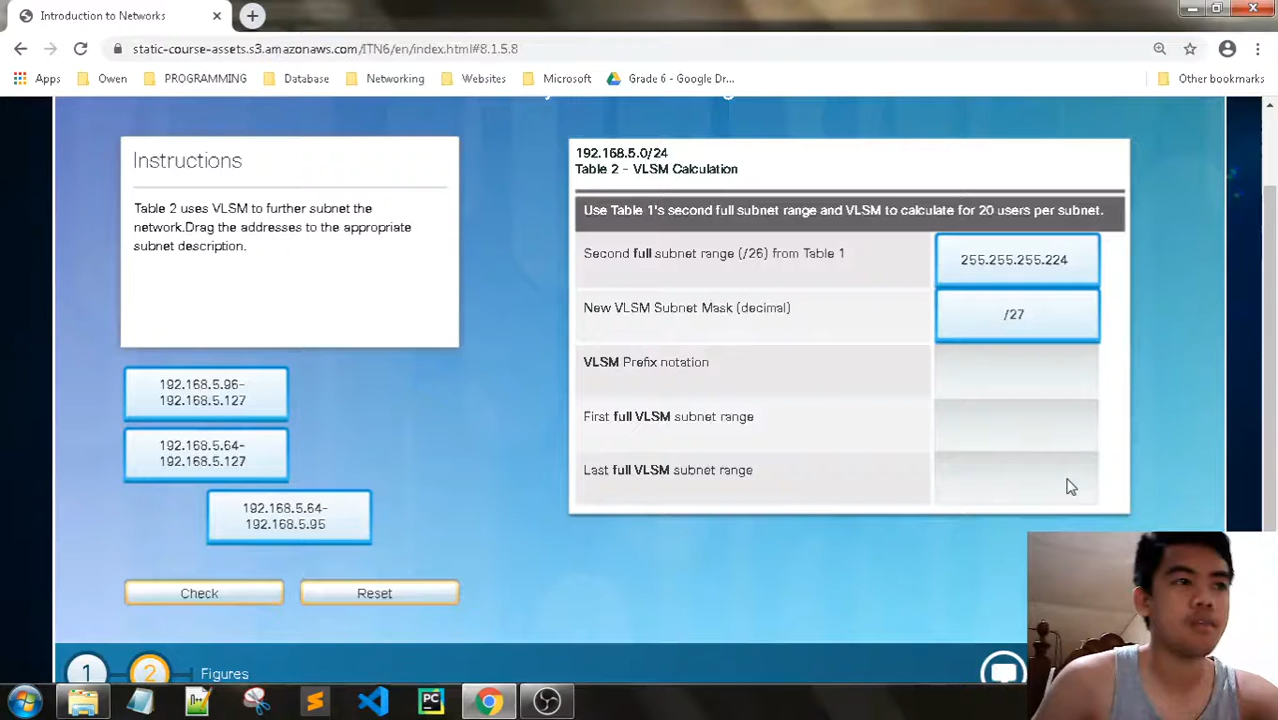 Introduction to Networks
static-course-assets.s3.amazonaws.com/ITN6/en/index.html#8.1.5.8
Apps Owen PROGRAMMING Database Networking Websites Microsoft Grade 6 - Google Dr... Other bookmarks
Instructions
Table 2 uses VLSM to further subnet the
network.Drag the addresses to the appropriate
subnet description.
192.168.5.0/24
Table 2 - VLSM Calculation
Use Table 1's second full subnet range and VLSM to calculate for 20 users per subnet.
Second full subnet range (/26) from Table 1
255.255.255.224
New VLSM Subnet Mask (decimal)
/27
VLSM Prefix notation
First full VLSM subnet range
Last full VLSM subnet range
192.168.5.96-
192.168.5.127
192.168.5.64-
192.168.5.127
192.168.5.64-
192.168.5.95
Check
Reset
1 2 Figures
PC